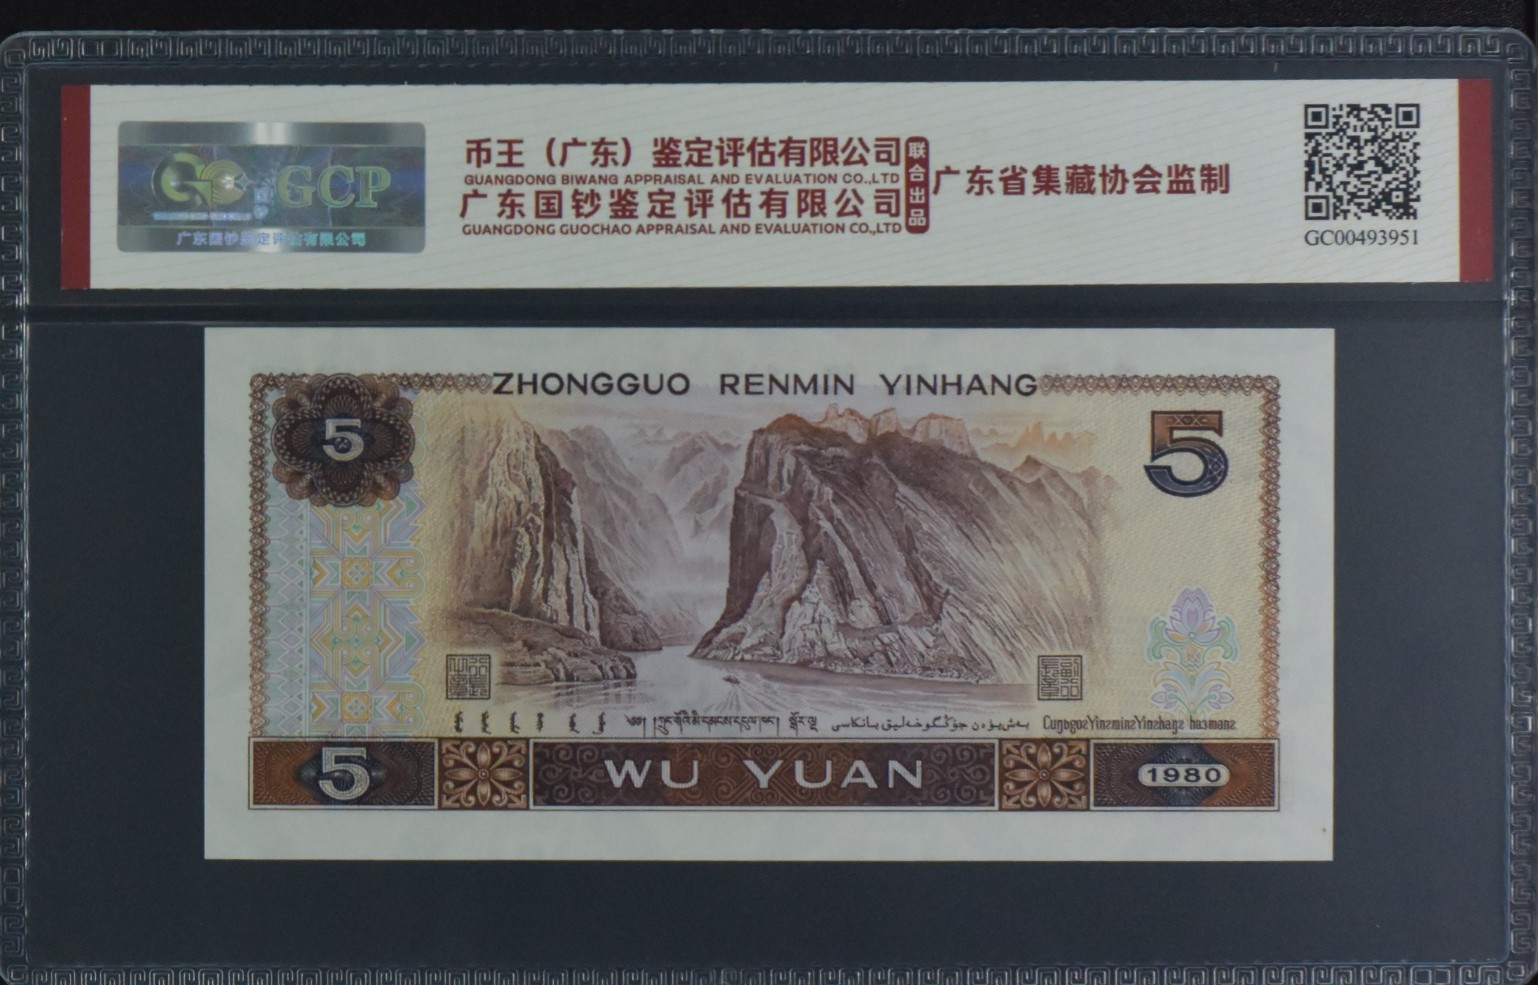 GCP
广东国钞鉴定评估有限公司
币王（广东）鉴定评估有限公司
GUANGDONG BIWANG APPRAISAL AND EVALUATION CO.,LTD
广东国钞鉴定评估有限公司
GUANGDONG GUOCHAO APPRAISAL AND EVALUATION CO.,LTD
联合出品
广东省集藏协会监制
GC00493951
ZHONGGUO RENMIN YINHANG
5
5
5
WU YUAN
1980